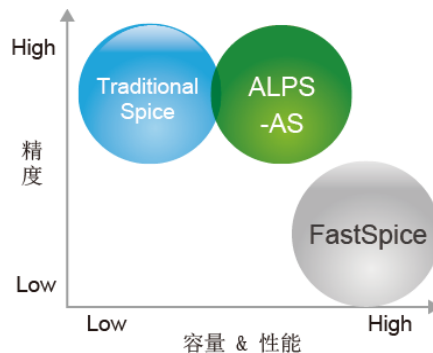 High
Traditional
Spice
ALPS
-AS
精
度
FastSpice
Low
Low
High
容量 & 性能